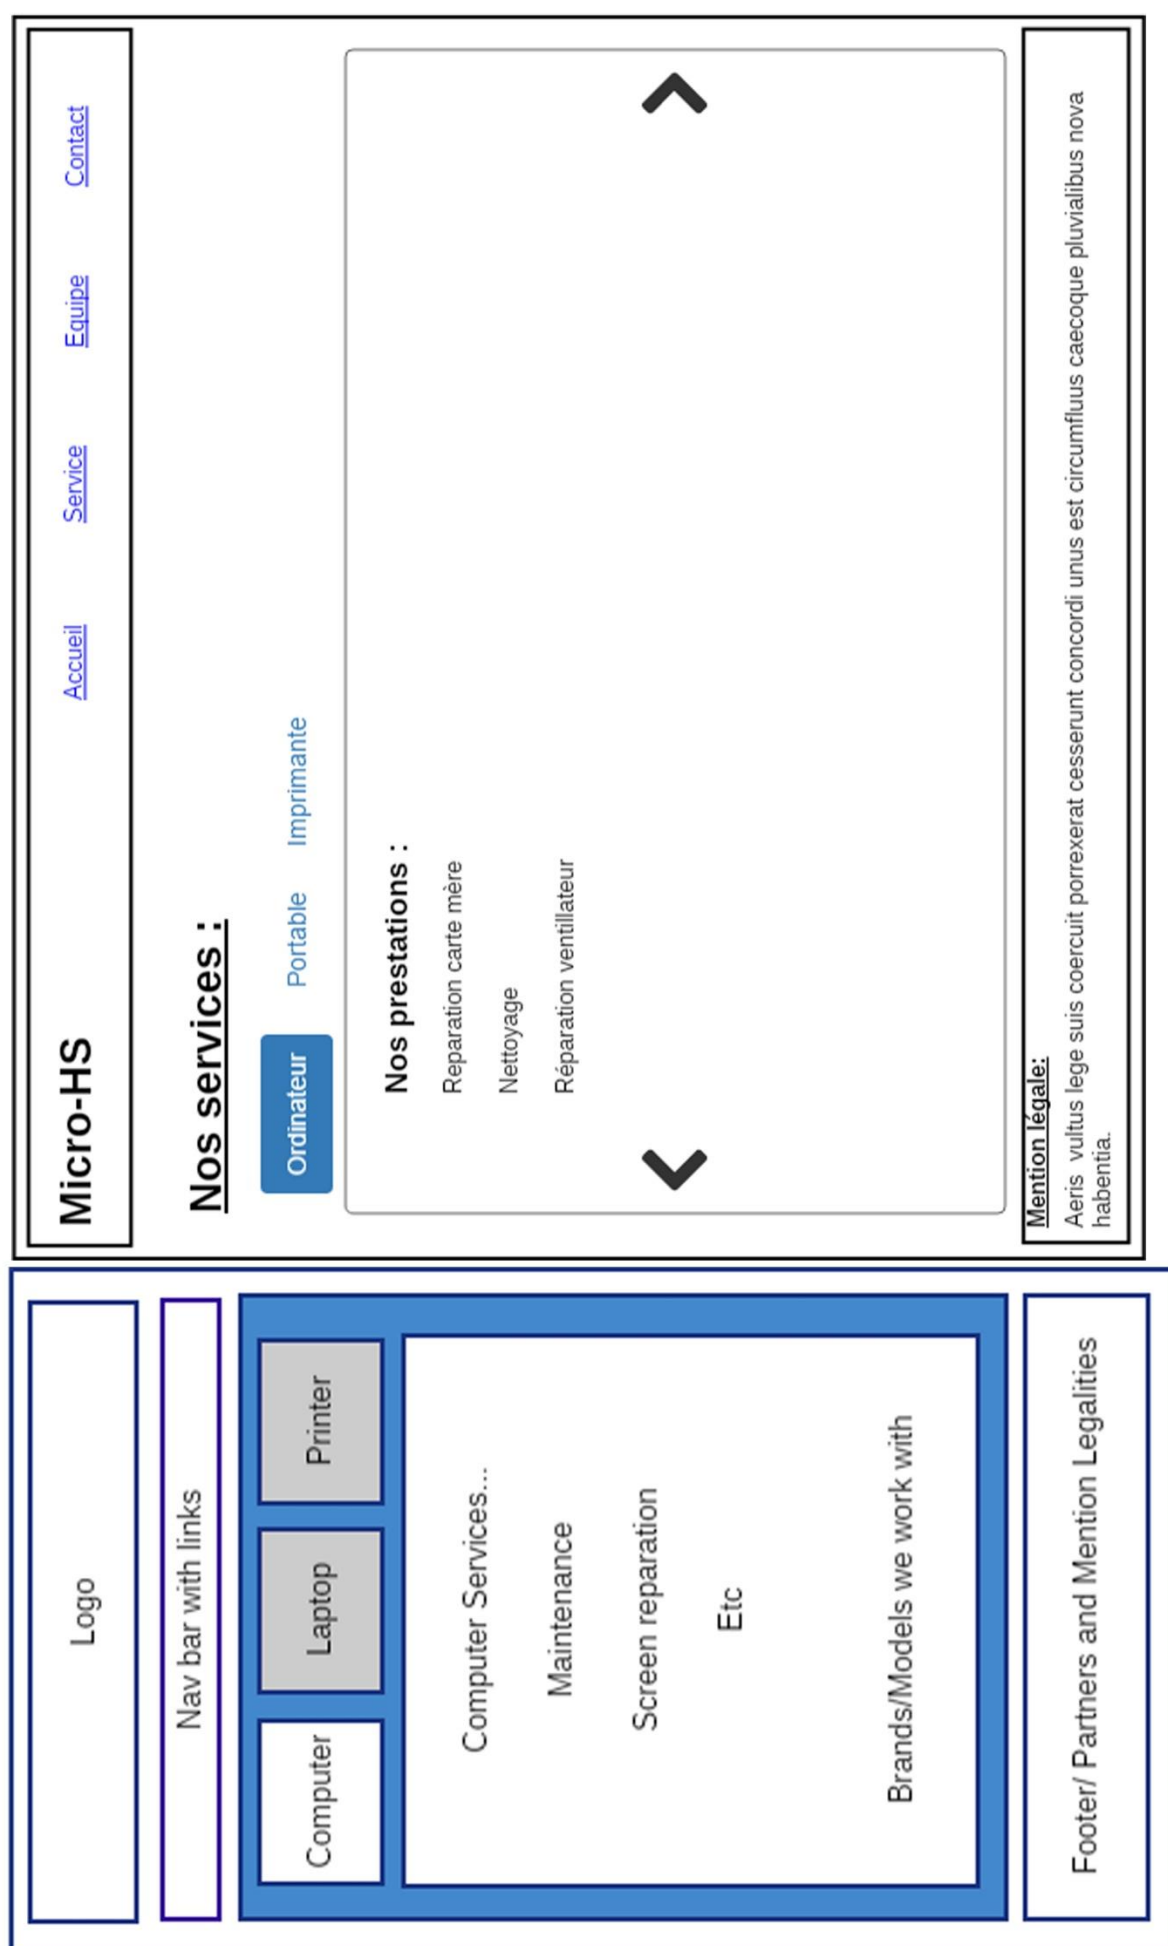 Logo
Nav bar with links
Computer
Laptop
Printer
Computer Services...
Maintenance
Screen reparation
Etc
Brands/Models we work with
Footer/ Partners and Mention Legalities
Micro-HS
Accueil
Service
Equipe
Contact
Nos services :
Ordinateur
Portable
Imprimante
Nos prestations :
Reparation carte mère
Nettoyage
Réparation ventillateur
Mention légale:
Aeris vultus lege suis coercuit porrexerat cesserunt concordi unus est circumfluus caecoque pluvialibus nova
habentia.